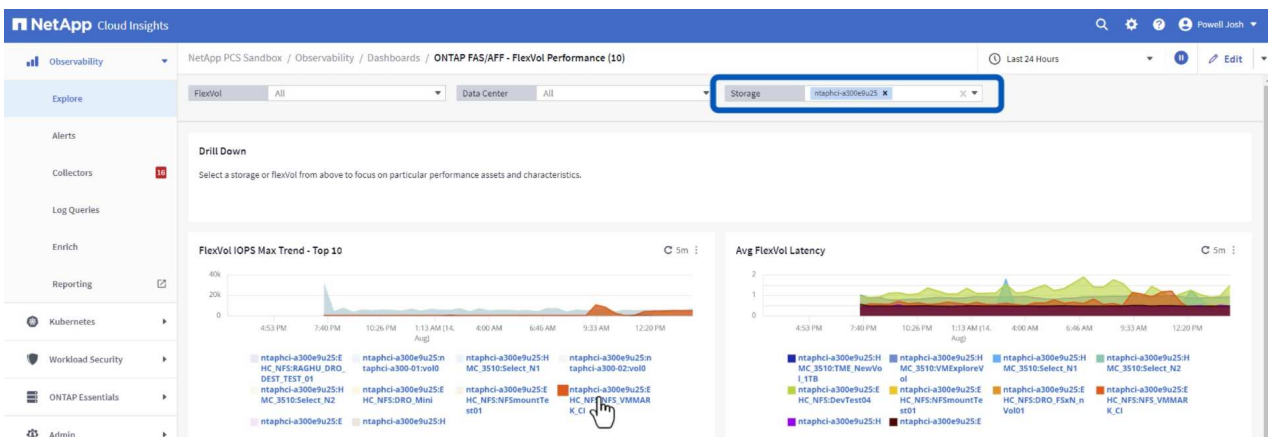 NetApp Cloud Insights
Powell Josh
Observability
NetApp PCS Sandbox / Observability / Dashboards / ONTAP FAS/AFF - FlexVol Performance (10)
Last 24 Hours
Edit
Explore
FlexVol All
Data Center All
Storage ntaphci-a300e9u25 x
Alerts
Collectors 16
Log Queries
Enrich
Reporting
Kubernetes
Workload Security
ONTAP Essentials
Admin
Drill Down
Select a storage or flexVol from above to focus on particular performance assets and characteristics.
FlexVol IOPS Max Trend - Top 10
5m
40k
20k
0
4:53 PM 7:40 PM 10:26 PM 1:13 AM (14. Aug) 4:00 AM 6:46 AM 9:33 AM 12:20 PM
ntaphci-a300e9u25:E
HC_NFS:RAGHU_DRO_
DEST_TEST_01
ntaphci-a300e9u25:n
taphci-a300-01:vol0
ntaphci-a300e9u25:H
MC_3510:Select_N1
ntaphci-a300e9u25:n
taphci-a300-02:vol0
ntaphci-a300e9u25:H
MC_3510:Select_N2
ntaphci-a300e9u25:E
HC_NFS:DRO_Mini
ntaphci-a300e9u25:E
HC_NFS:NFSmountTe
st01
ntaphci-a300e9u25:E
HC_NFS:NFS_VMMAR
K_CI
ntaphci-a300e9u25:E
ntaphci-a300e9u25:H
Avg FlexVol Latency
5m
2
1
0
4:53 PM 7:40 PM 10:26 PM 1:13 AM (14. Aug) 4:00 AM 6:46 AM 9:33 AM 12:20 PM
ntaphci-a300e9u25:H
MC_3510:TME_NewVo
l_1TB
ntaphci-a300e9u25:H
MC_3510:VMExploreV
ol
ntaphci-a300e9u25:H
MC_3510:Select_N1
ntaphci-a300e9u25:H
MC_3510:Select_N2
ntaphci-a300e9u25:E
HC_NFS:DevTest04
ntaphci-a300e9u25:E
HC_NFS:NFSmountTe
st01
ntaphci-a300e9u25:E
HC_NFS:DRO_FSxN_n
Vol01
ntaphci-a300e9u25:E
HC_NFS:NFS_VMMAR
K_CI
ntaphci-a300e9u25:H
ntaphci-a300e9u25:E